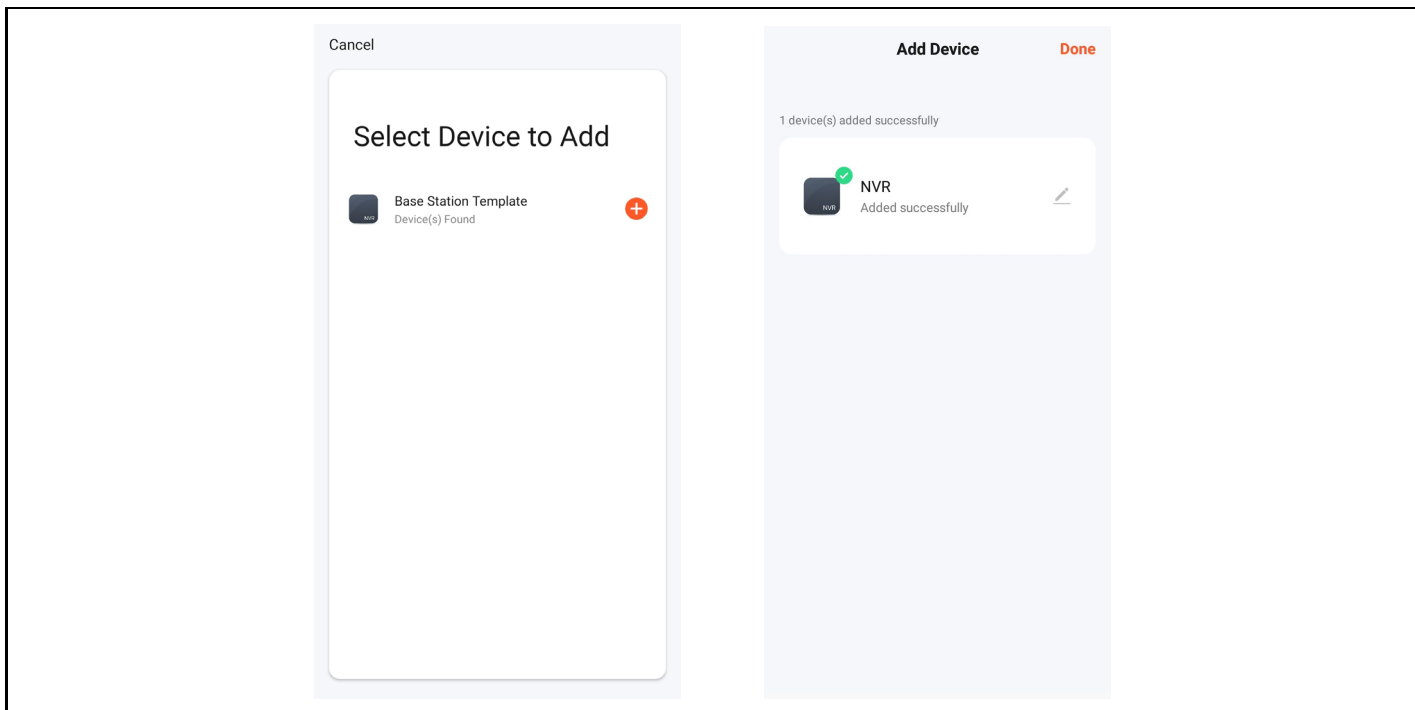 Cancel
Select Device to Add
NVR
Base Station Template
Device(s) Found
Add Device
Done
1 device(s) added successfully
NVR
NVR
Added successfully